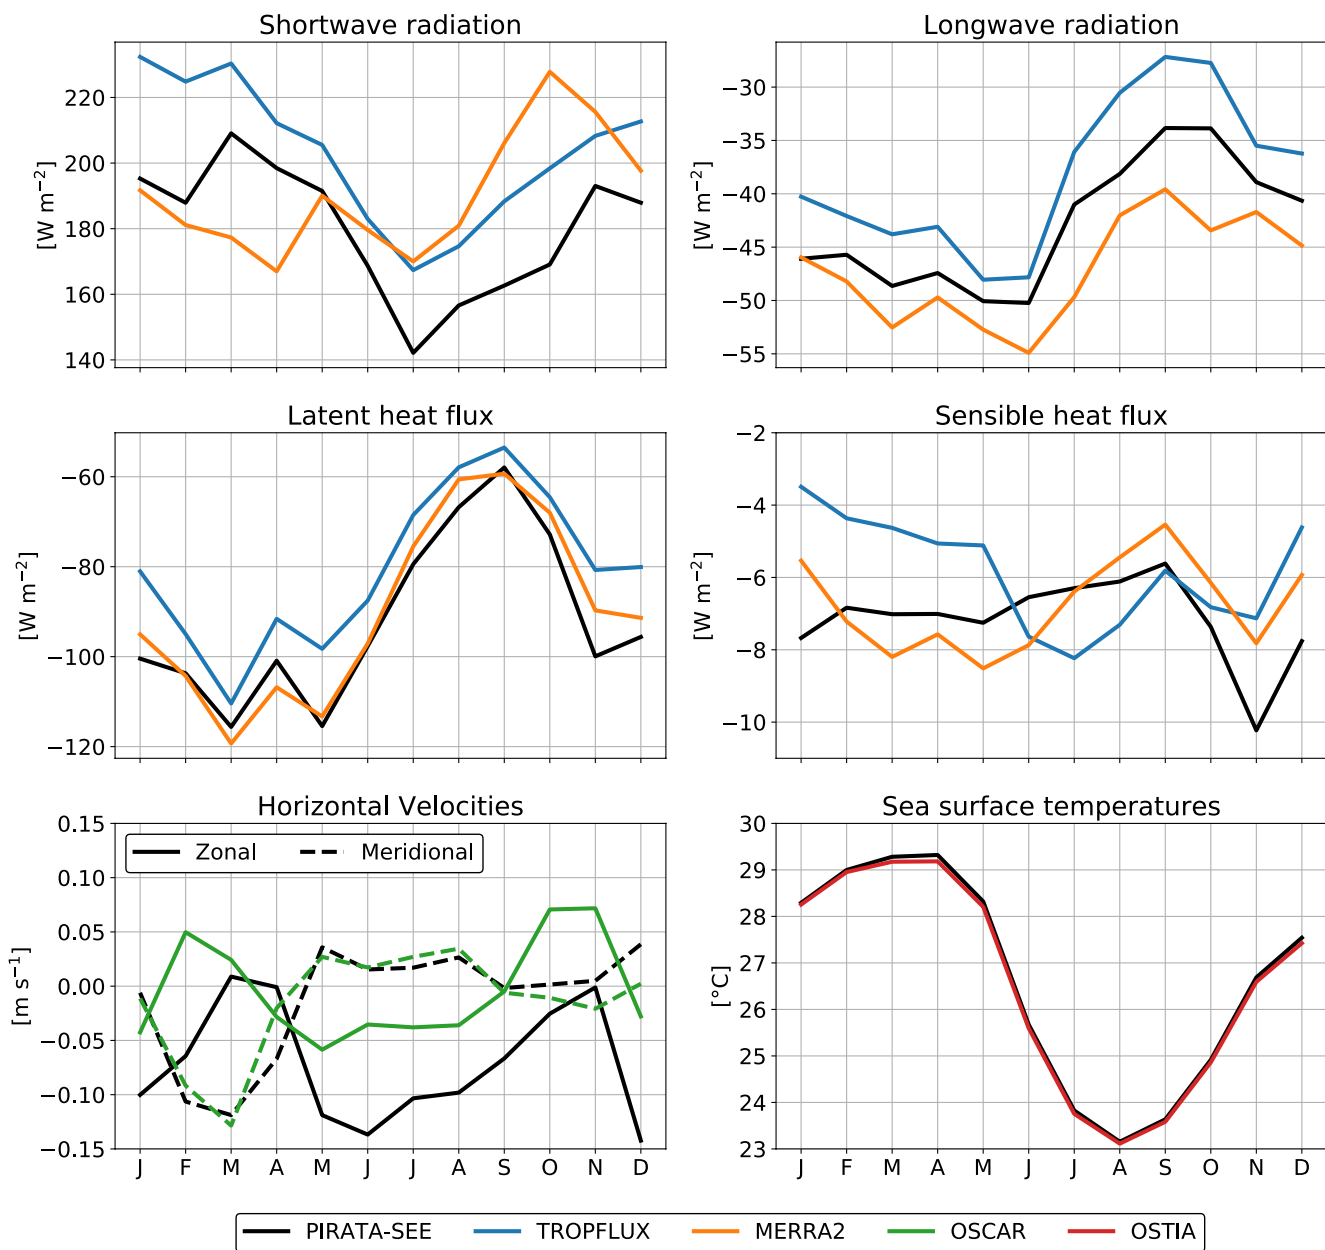 Shortwave radiation
[W m⁻²]
220
200
180
160
140
Longwave radiation
[W m⁻²]
−30
−35
−40
−45
−50
−55
Latent heat flux
[W m⁻²]
−60
−80
−100
−120
Sensible heat flux
[W m⁻²]
−2
−4
−6
−8
−10
Horizontal Velocities
Zonal Meridional
[m s⁻¹]
0.15
0.10
0.05
0.00
−0.05
−0.10
−0.15
J F M A M J J A S O N D
Sea surface temperatures
[°C]
30
29
28
27
26
25
24
23
J F M A M J J A S O N D
PIRATA-SEE TROPFLUX MERRA2 OSCAR OSTIA